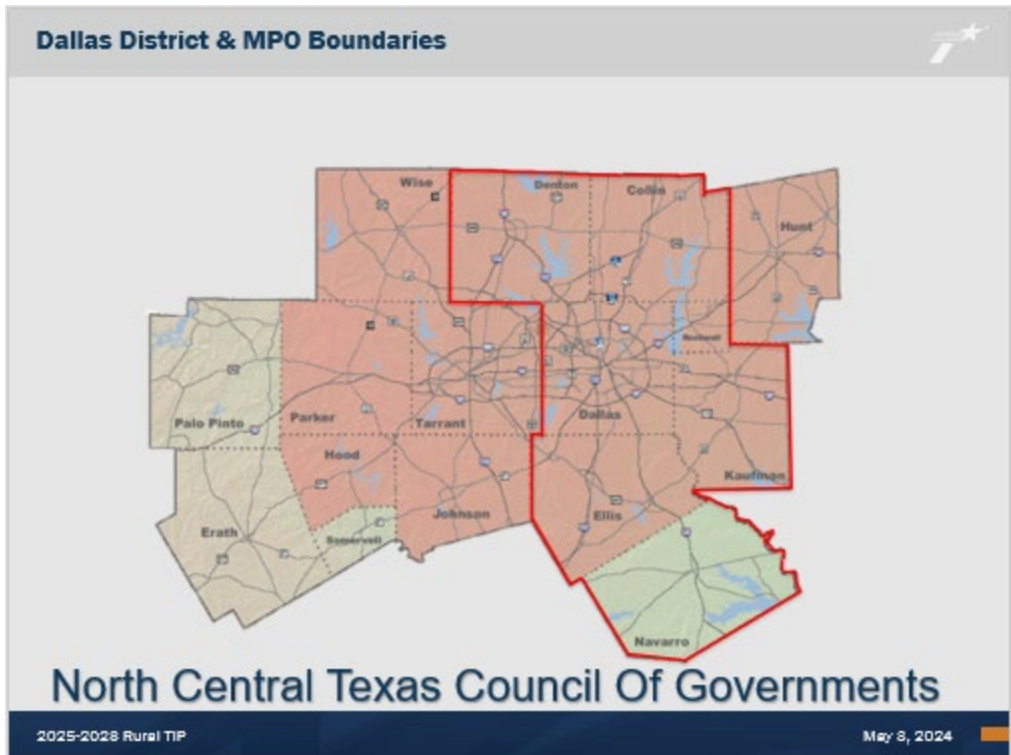 Dallas District & MPO Boundaries
Wise
Denton
Collin
Hunt
Rockwall
Palo Pinto
Parker
Tarrant
Dallas
Kaufman
Hood
Johnson
Ellis
Erath
Somervell
Navarro
North Central Texas Council Of Governments
2025-2028 Rural TIP
May 8, 2024